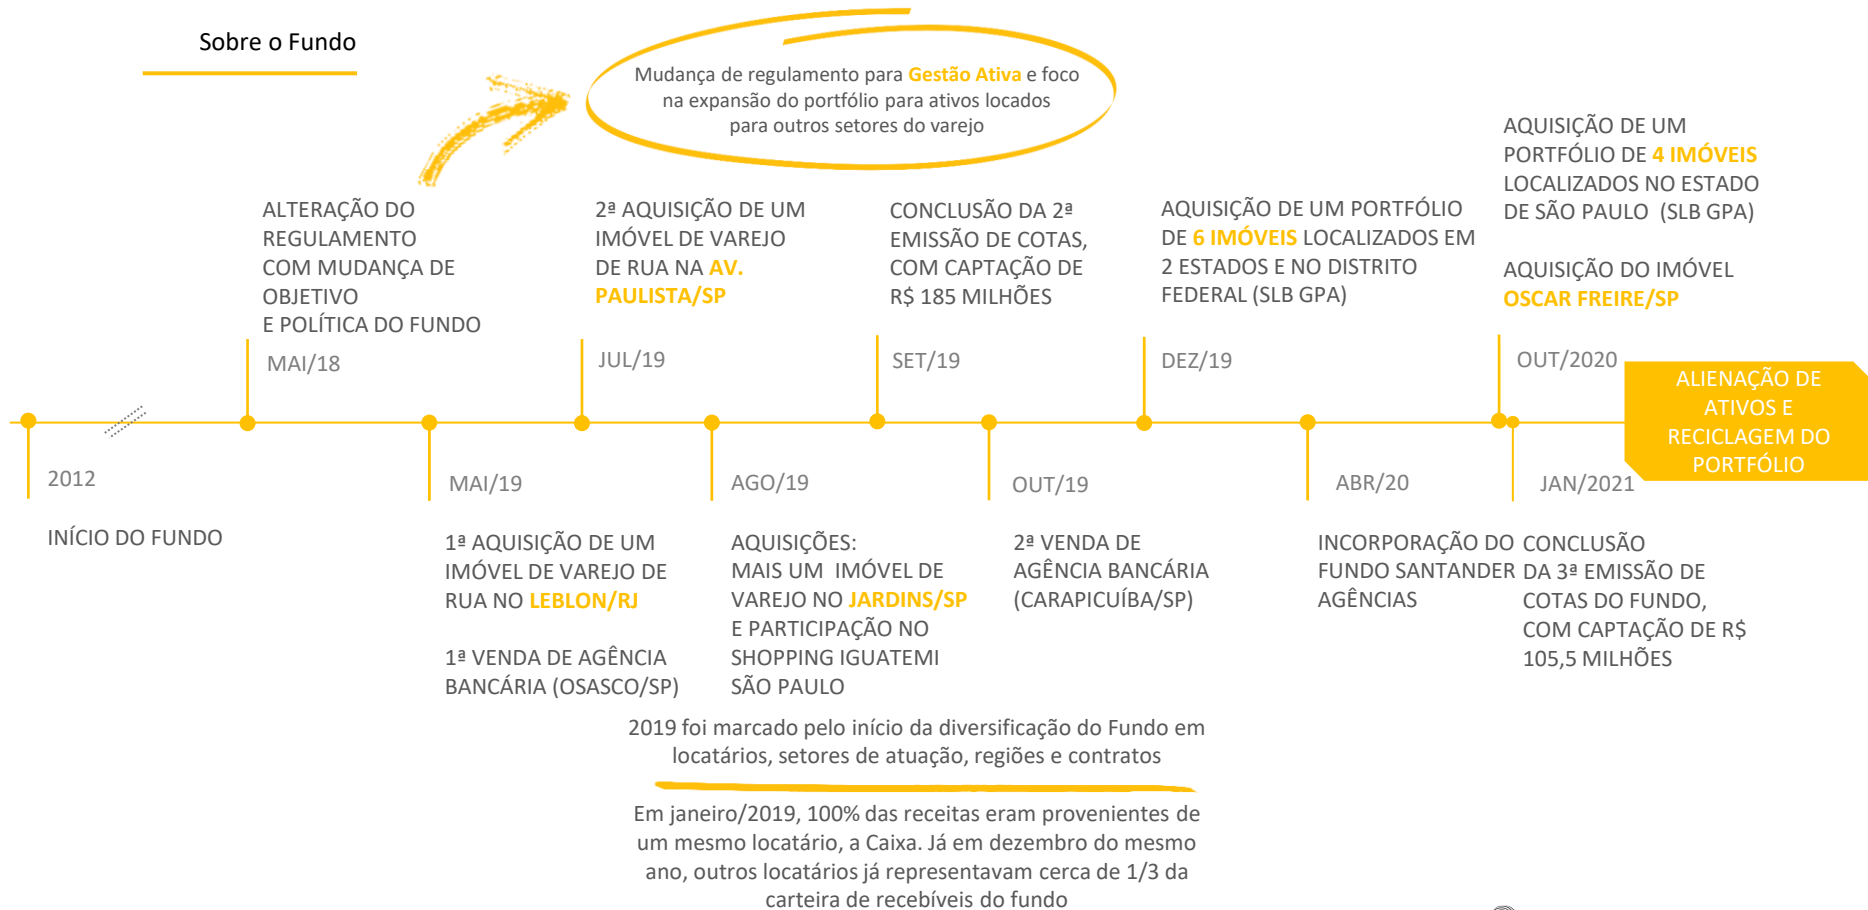 Sobre o Fundo
Mudança de regulamento para Gestão Ativa e foco
na expansão do portfólio para ativos locados
para outros setores do varejo
ALTERAÇÃO DO
REGULAMENTO
COM MUDANÇA DE
OBJETIVO
E POLÍTICA DO FUNDO
MAI/18
2ª AQUISIÇÃO DE UM
IMÓVEL DE VAREJO
DE RUA NA AV.
PAULISTA/SP
JUL/19
CONCLUSÃO DA 2ª
EMISSÃO DE COTAS,
COM CAPTAÇÃO DE
R$ 185 MILHÕES
SET/19
AQUISIÇÃO DE UM PORTFÓLIO
DE 6 IMÓVEIS LOCALIZADOS EM
2 ESTADOS E NO DISTRITO
FEDERAL (SLB GPA)
DEZ/19
AQUISIÇÃO DE UM
PORTFÓLIO DE 4 IMÓVEIS
LOCALIZADOS NO ESTADO
DE SÃO PAULO (SLB GPA)
AQUISIÇÃO DO IMÓVEL
OSCAR FREIRE/SP
OUT/2020
ALIENAÇÃO DE
ATIVOS E
RECICLAGEM DO
PORTFÓLIO
2012
INÍCIO DO FUNDO
MAI/19
1ª AQUISIÇÃO DE UM
IMÓVEL DE VAREJO DE
RUA NO LEBLON/RJ
1ª VENDA DE AGÊNCIA
BANCÁRIA (OSASCO/SP)
AGO/19
AQUISIÇÕES:
MAIS UM IMÓVEL DE
VAREJO NO JARDINS/SP
E PARTICIPAÇÃO NO
SHOPPING IGUATEMI
SÃO PAULO
OUT/19
2ª VENDA DE
AGÊNCIA BANCÁRIA
(CARAPICUÍBA/SP)
ABR/20
INCORPORAÇÃO DO
FUNDO SANTANDER
AGÊNCIAS
JAN/2021
CONCLUSÃO
DA 3ª EMISSÃO DE
COTAS DO FUNDO,
COM CAPTAÇÃO DE R$
105,5 MILHÕES
2019 foi marcado pelo início da diversificação do Fundo em
locatários, setores de atuação, regiões e contratos
Em janeiro/2019, 100% das receitas eram provenientes de
um mesmo locatário, a Caixa. Já em dezembro do mesmo
ano, outros locatários já representavam cerca de 1/3 da
carteira de recebíveis do fundo